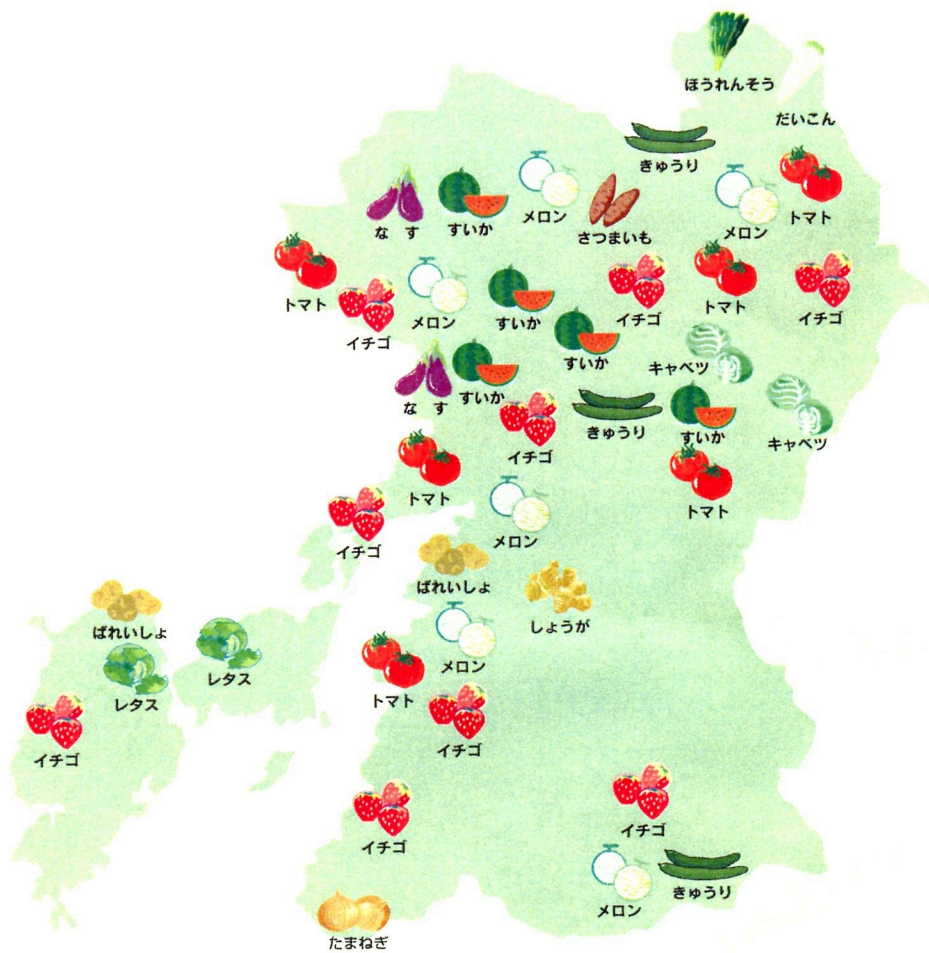 ほうれんそう
だいこん
きゅうり
なす
すいか
メロン
さつまいも
メロン
トマト
トマト
イチゴ
メロン
すいか
イチゴ
トマト
イチゴ
すいか
キャベツ
なす
すいか
イチゴ
きゅうり
すいか
キャベツ
トマト
トマト
イチゴ
メロン
ばれいしょ
しょうが
ばれいしょ
レタス
レタス
メロン
トマト
イチゴ
イチゴ
イチゴ
イチゴ
メロン
きゅうり
たまねぎ